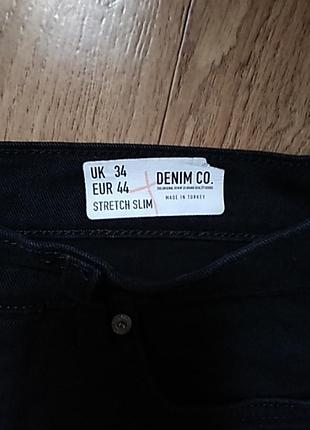 UK 34
EUR 44
STRETCH SLIM
DENIM CO.
MADE IN TURKEY